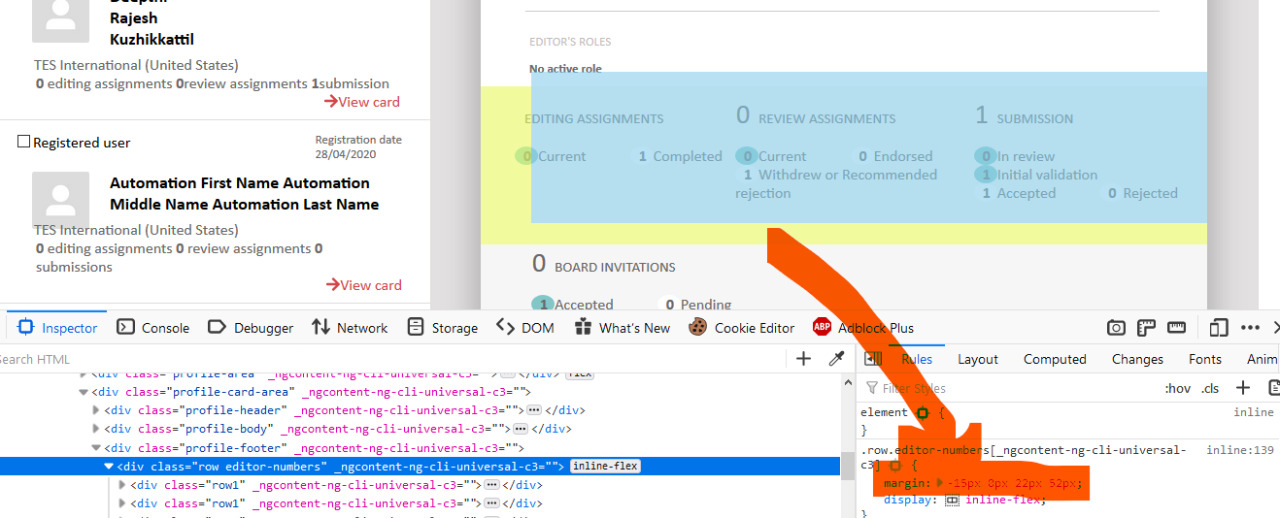 Deepthi
Rajesh
Kuzhikkattil
TES International (United States)
0 editing assignments 0review assignments 1submission
View card
Registered user
Registration date
28/04/2020
Automation First Name Automation
Middle Name Automation Last Name
TES International (United States)
0 editing assignments 0 review assignments 0
submissions
View card
EDITOR'S ROLES
No active role
EDITING ASSIGNMENTS
0 REVIEW ASSIGNMENTS
1 SUBMISSION
0 Current 1 Completed
0 Current 0 Endorsed
1 Withdrew or Recommended
rejection
0 In review
1 Initial validation
1 Accepted 0 Rejected
0 BOARD INVITATIONS
1 Accepted 0 Pending
Inspector Console Debugger Network Storage DOM What's New Cookie Editor ABP Adblock Plus
Search HTML
Rules Layout Computed Changes Fonts Anim
<div class="profile-area" _ngcontent-ng-cli-universal-c3=""></div> flex
<div class="profile-card-area" _ngcontent-ng-cli-universal-c3="">
<div class="profile-header" _ngcontent-ng-cli-universal-c3=""></div>
<div class="profile-body" _ngcontent-ng-cli-universal-c3=""></div>
<div class="profile-footer" _ngcontent-ng-cli-universal-c3="">
<div class="row editor-numbers" _ngcontent-ng-cli-universal-c3=""> inline-flex
<div class="row1" _ngcontent-ng-cli-universal-c3=""></div>
<div class="row1" _ngcontent-ng-cli-universal-c3=""></div>
<div class="row1" _ngcontent-ng-cli-universal-c3=""></div>
Filter Styles :hov .cls +
element { inline
}
.row.editor-numbers[_ngcontent-ng-cli-universal- inline:139
c3] {
margin: -15px 8px 22px 52px;
display: inline-flex;
}